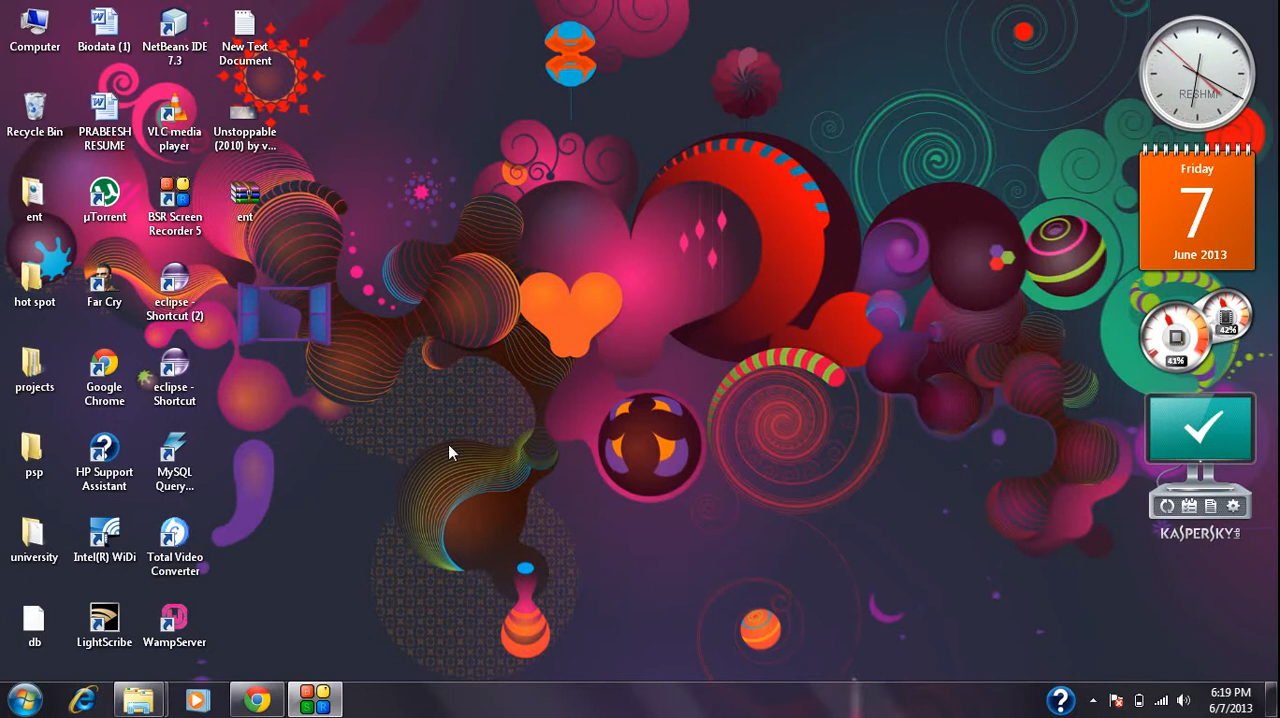 Computer
Biodata (1)
NetBeans IDE
7.3
New Text
Document
Recycle Bin
PRABEESH
RESUME
VLC media
player
Unstoppable
(2010) by v...
ent
µTorrent
BSR Screen
Recorder 5
ent
hot spot
Far Cry
eclipse -
Shortcut (2)
projects
Google
Chrome
eclipse -
Shortcut
psp
HP Support
Assistant
MySQL
Query...
university
Intel(R) WiDi
Total Video
Converter
db
LightScribe
WampServer
RESHMI
Friday
7
June 2013
42%
41%
KASPERSKY
6:19 PM
6/7/2013